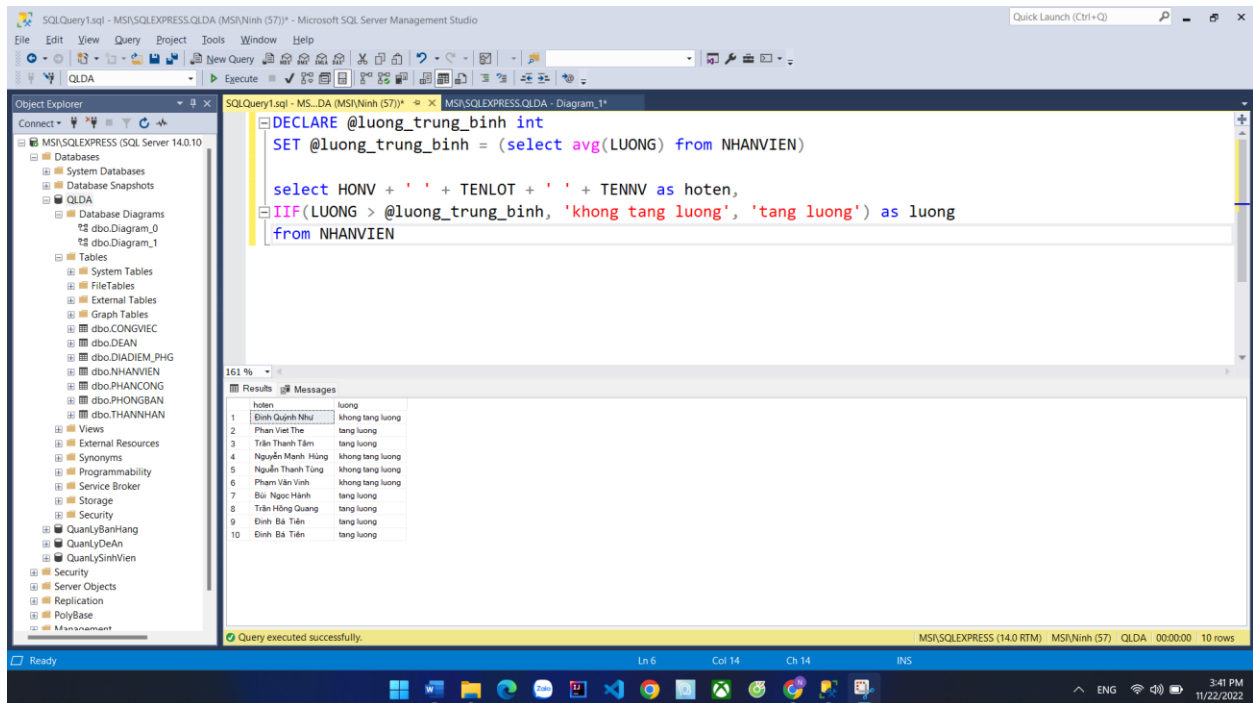 SQLQuery1.sql - MSI\SQLEXPRESS.QLDA (MSI\Ninh (57))* - Microsoft SQL Server Management Studio
Quick Launch (Ctrl+Q)
File Edit View Query Project Tools Window Help
New Query
QLDA
Execute
Object Explorer
SQLQuery1.sql - MS...DA (MSI\Ninh (57))*
MSI\SQLEXPRESS.QLDA - Diagram_1*
Connect
MSI\SQLEXPRESS (SQL Server 14.0.10
Databases
System Databases
Database Snapshots
QLDA
Database Diagrams
dbo.Diagram_0
dbo.Diagram_1
Tables
System Tables
FileTables
External Tables
Graph Tables
dbo.CONGVIEC
dbo.DEAN
dbo.DIADIEM_PHG
dbo.NHANVIEN
dbo.PHANCONG
dbo.PHONGBAN
dbo.THANNHAN
Views
External Resources
Synonyms
Programmability
Service Broker
Storage
Security
QuanLyBanHang
QuanLyDeAn
QuanLySinhVien
Security
Server Objects
Replication
PolyBase
Management
DECLARE @luong_trung_binh int
SET @luong_trung_binh = (select avg(LUONG) from NHANVIEN)
select HONV + ' ' + TENLOT + ' ' + TENNV as hoten,
IIF(LUONG > @luong_trung_binh, 'khong tang luong', 'tang luong') as luong
from NHANVIEN
161 %
Results Messages
hoten luong
1 Đinh Quỳnh Như khong tang luong
2 Phan Viet The tang luong
3 Trần Thanh Tâm tang luong
4 Nguyễn Mạnh Hùng khong tang luong
5 Nguễn Thanh Tùng khong tang luong
6 Phạm Văn Vinh khong tang luong
7 Bùi Ngọc Hành tang luong
8 Trần Hồng Quang tang luong
9 Đinh Bá Tiên tang luong
10 Đinh Bá Tiên tang luong
Query executed successfully.
MSI\SQLEXPRESS (14.0 RTM) MSI\Ninh (57) QLDA 00:00:00 10 rows
Ready
Ln 6 Col 14 Ch 14 INS
Zalo
ENG
3:41 PM
11/22/2022